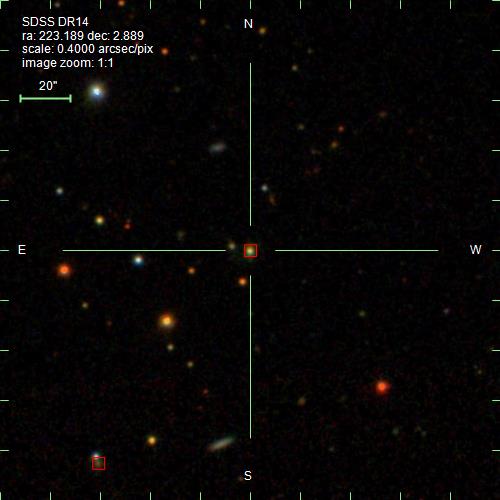 SDSS DR14
ra: 223.189 dec: 2.889
scale: 0.4000 arcsec/pix
image zoom: 1:1
20"
N
E
W
S